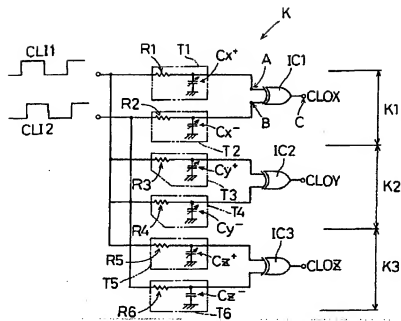 K
CLI1
R1
T1
Cx+
A
IC1
CLOX
B
C
R2
CLI2
Cx−
T2
K1
R3
Cy+
T3
IC2
CLOY
K2
R4
T4
Cy−
IC3
R5
Cz+
T5
CLOZ
K3
R6
Cz−
T6